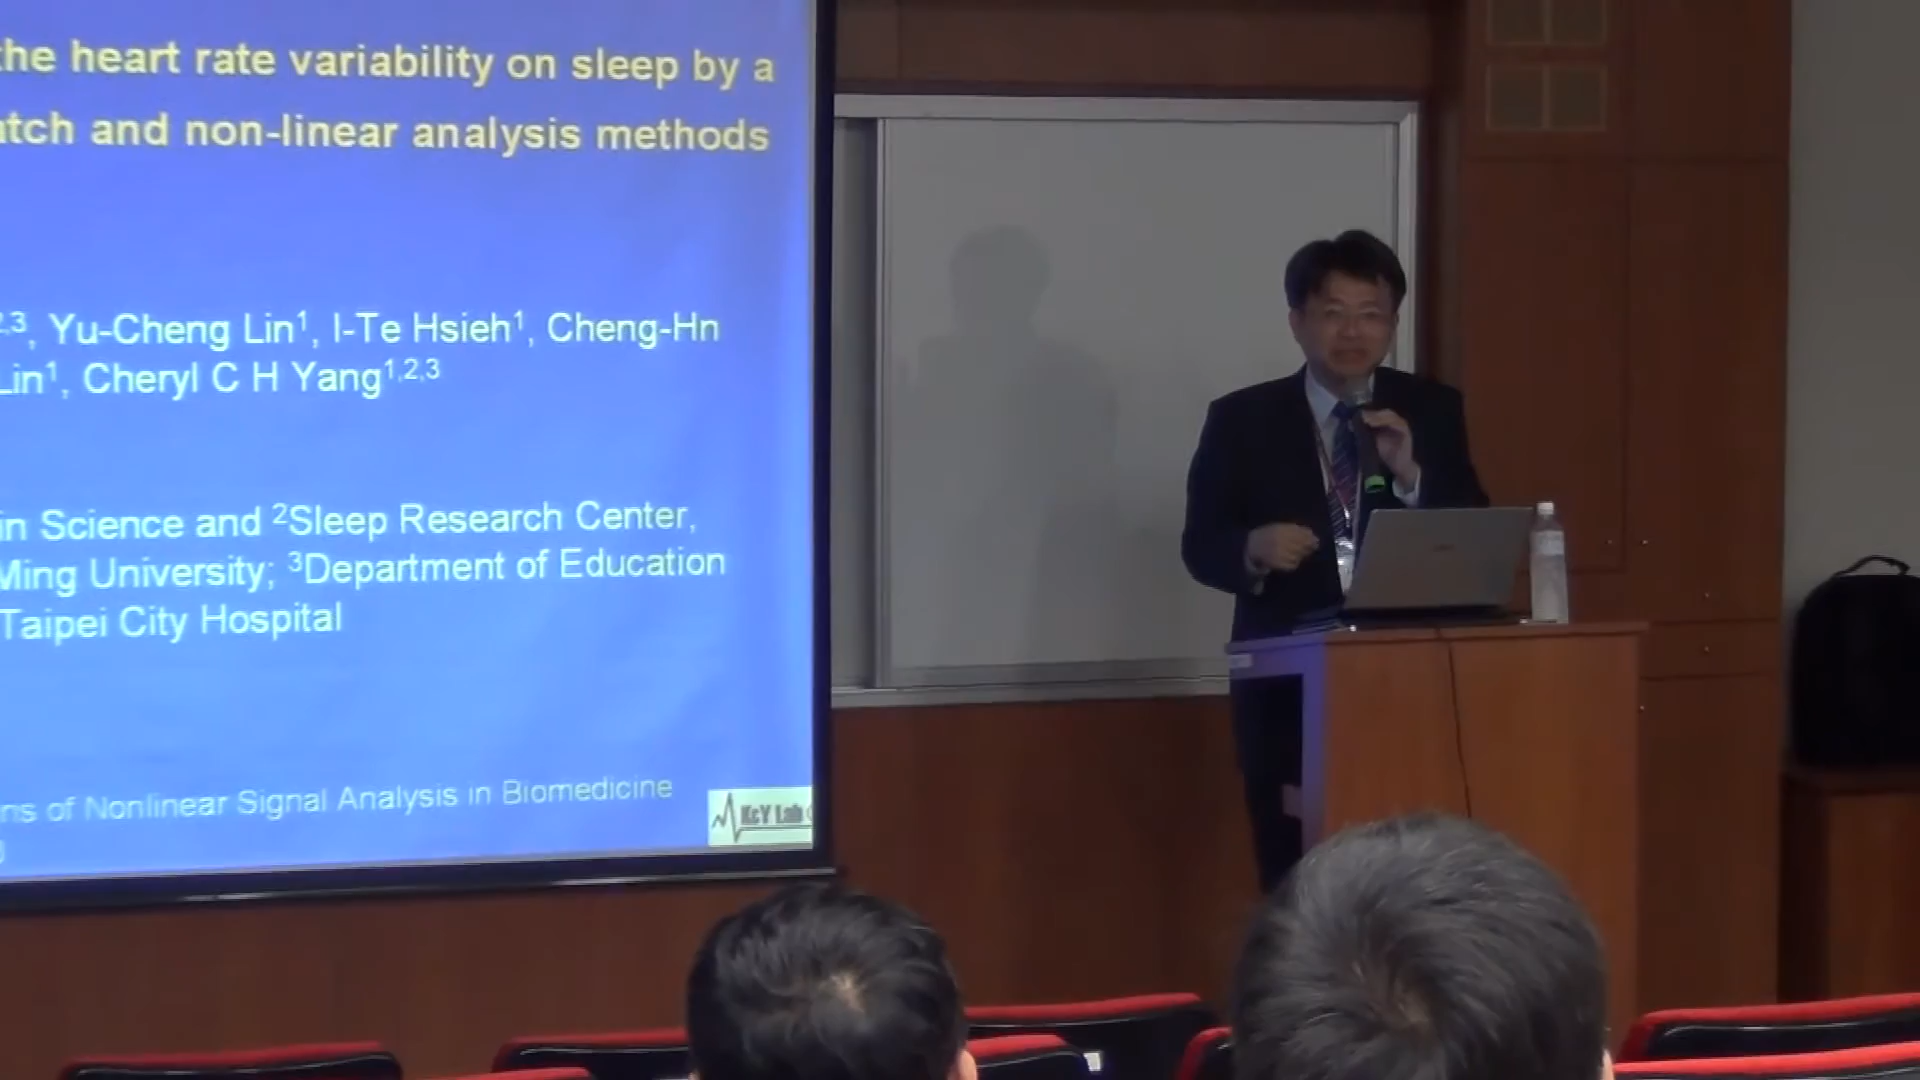 the heart rate variability on sleep by a
atch and non-linear analysis methods
2,3, Yu-Cheng Lin1, I-Te Hsieh1, Cheng-Hn
Lin1, Cheryl C H Yang1,2,3
in Science and 2Sleep Research Center,
Ming University; 3Department of Education
Taipei City Hospital
ns of Nonlinear Signal Analysis in Biomedicine
KcY Lab